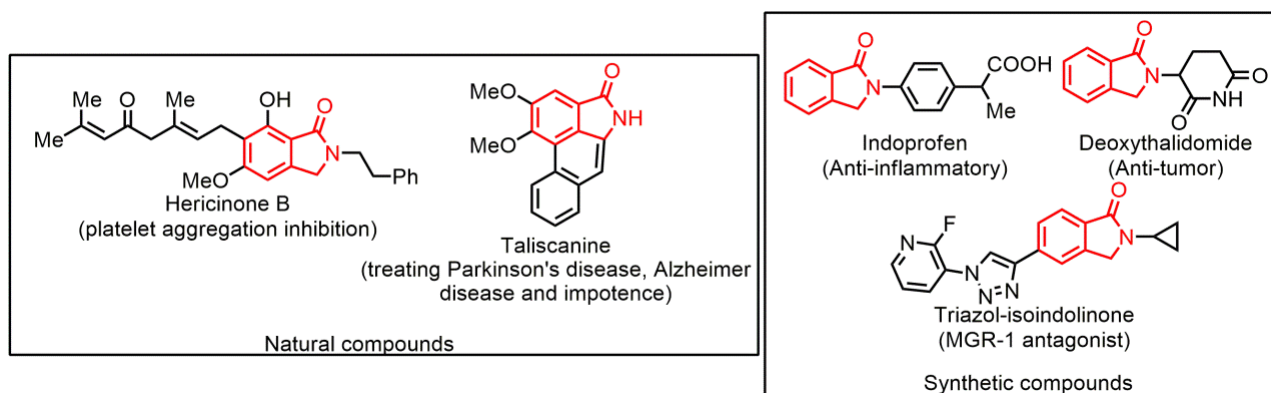 Me
O
Me
OH
O
Me
N
MeO
Ph
Hericinone B
(platelet aggregation inhibition)
O
MeO
NH
MeO
Taliscanine
(treating Parkinson's disease, Alzheimer
disease and impotence)
Natural compounds
O
N
COOH
Me
Indoprofen
(Anti-inflammatory)
O
N
O
O
NH
Deoxythalidomide
(Anti-tumor)
O
F
N
N
N
N=N
Triazol-isoindolinone
(MGR-1 antagonist)
Synthetic compounds